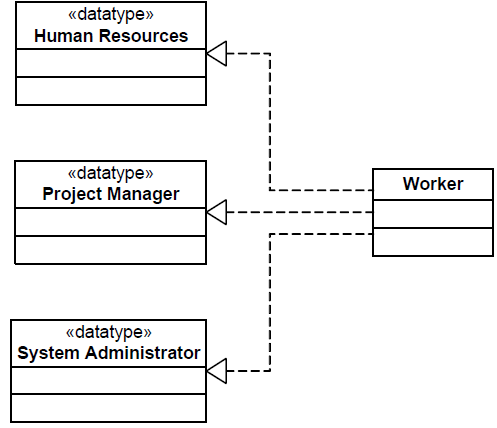 «datatype»
Human Resources
«datatype»
Project Manager
Worker
«datatype»
System Administrator